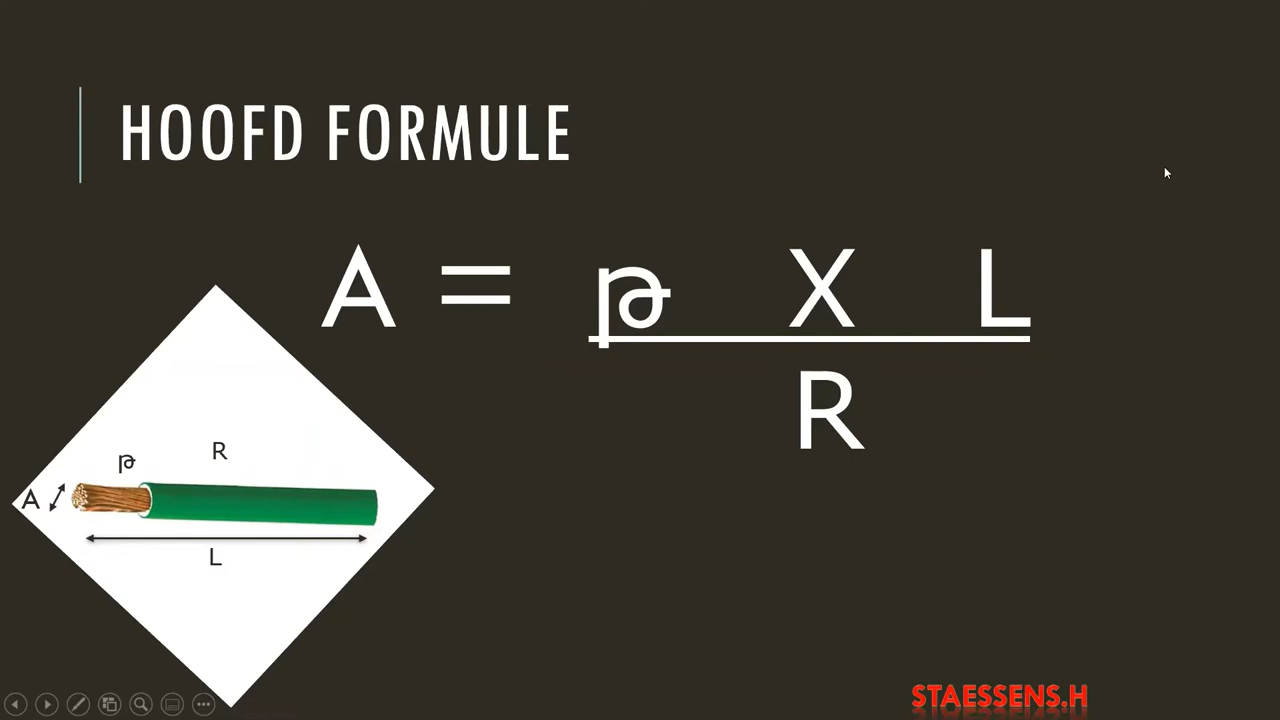 HOOFD FORMULE
A = թ X L
R
թ R
A
L
STAESSENS.H